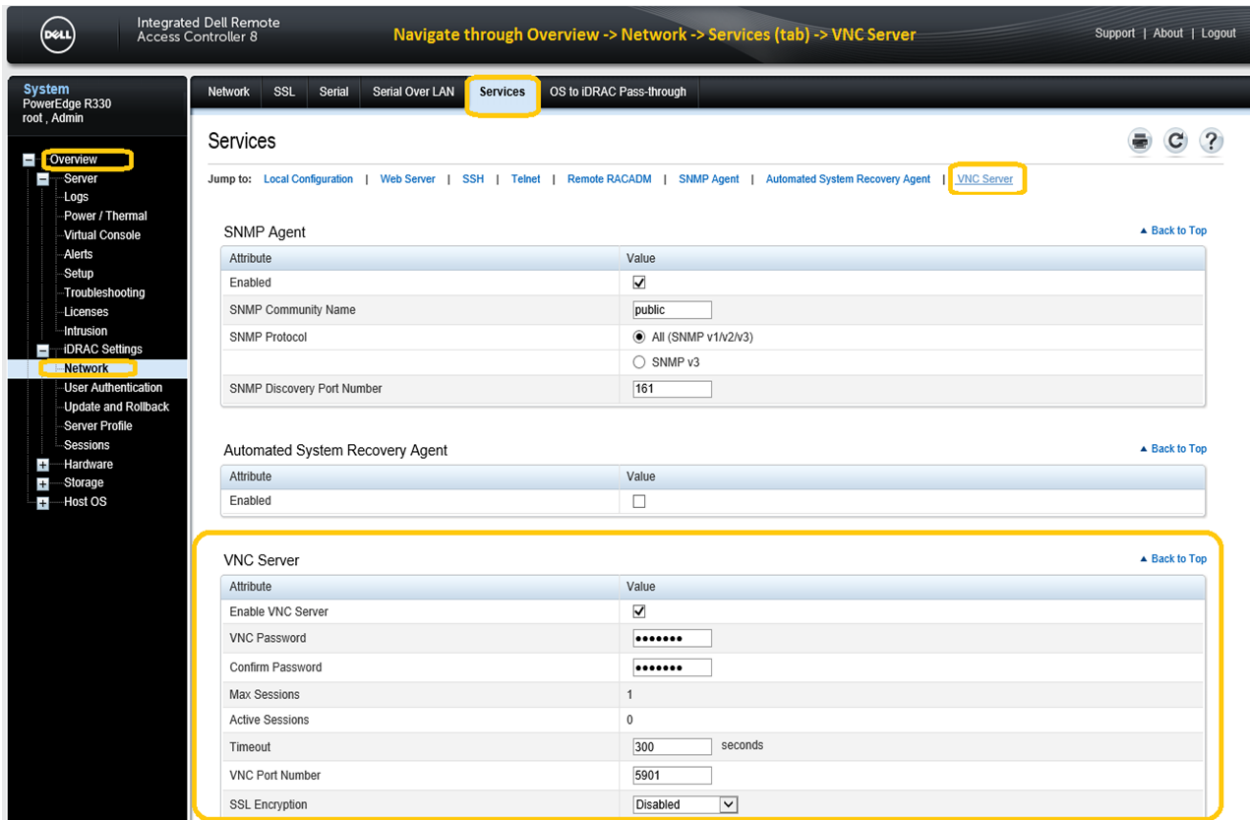 DELL
Integrated Dell Remote
Access Controller 8
Navigate through Overview -> Network -> Services (tab) -> VNC Server
Support | About | Logout
System
PowerEdge R330
root , Admin
Overview
Server
Logs
Power / Thermal
Virtual Console
Alerts
Setup
Troubleshooting
Licenses
Intrusion
iDRAC Settings
Network
User Authentication
Update and Rollback
Server Profile
Sessions
Hardware
Storage
Host OS
Network SSL Serial Serial Over LAN Services OS to iDRAC Pass-through
Services
Jump to: Local Configuration | Web Server | SSH | Telnet | Remote RACADM | SNMP Agent | Automated System Recovery Agent | VNC Server
SNMP Agent ▲ Back to Top
Attribute Value
Enabled
SNMP Community Name public
SNMP Protocol All (SNMP v1/v2/v3)
SNMP v3
SNMP Discovery Port Number 161
Automated System Recovery Agent ▲ Back to Top
Attribute Value
Enabled
VNC Server ▲ Back to Top
Attribute Value
Enable VNC Server
VNC Password •••••••
Confirm Password •••••••
Max Sessions 1
Active Sessions 0
Timeout 300 seconds
VNC Port Number 5901
SSL Encryption Disabled